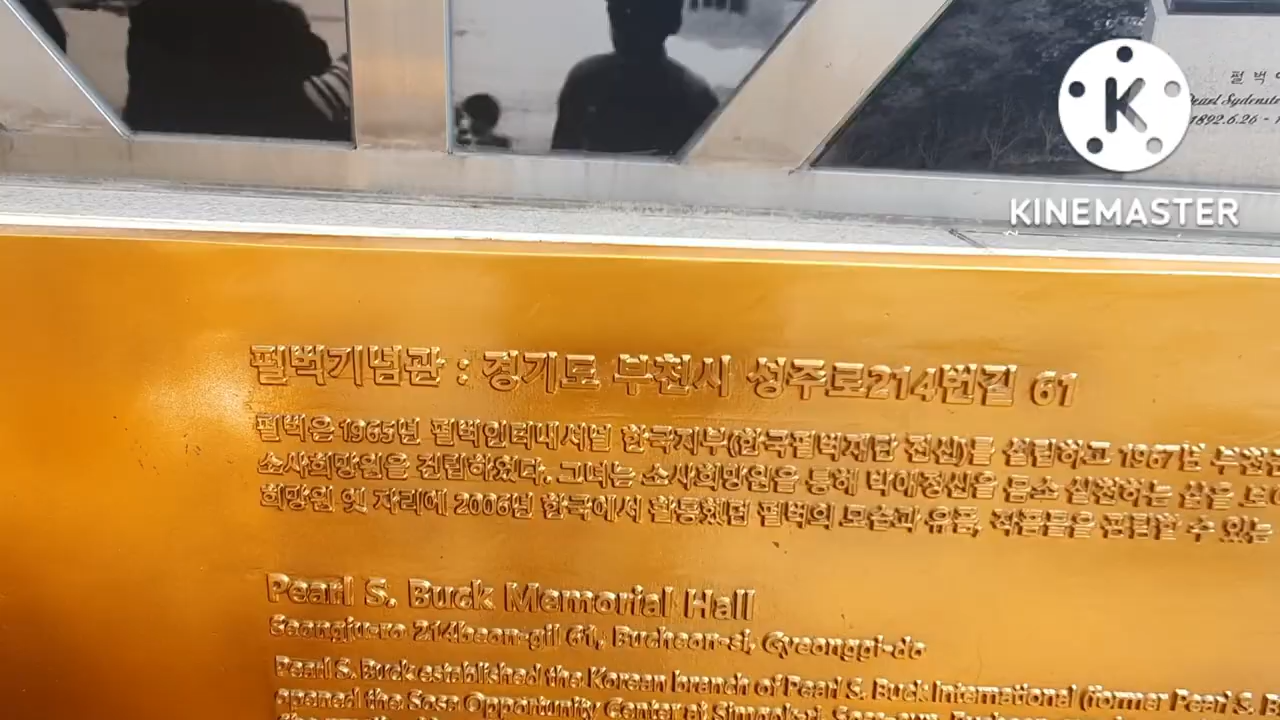 펄 벅
Pearl Sydenst
1892.6.26 -
K
KINEMASTER
펄벅기념관 : 경기도 부천시 성주로214번길 61
펄벅은 1965년 펄벅인터내셔널 한국지부(한국펄벅재단 전신)를 설립하고 1967년 부천
소사희망원을 건립하였다. 그녀는 소사희망원을 통해 박애정신을 몸소 실천하는 삶을
희망원 옛 자리에 2006년 한국에서 활동했던 펄벅의 모습과 유품, 작품들을 관람할 수 있는
Pearl S. Buck Memorial Hall
Seongju-ro 214beon-gil 61, Bucheon-si, Gyeonggi-do
Pearl S. Buck established the Korean branch of Pearl S. Buck International (former Pearl S. B
opened the Sosa Opportunity Center at